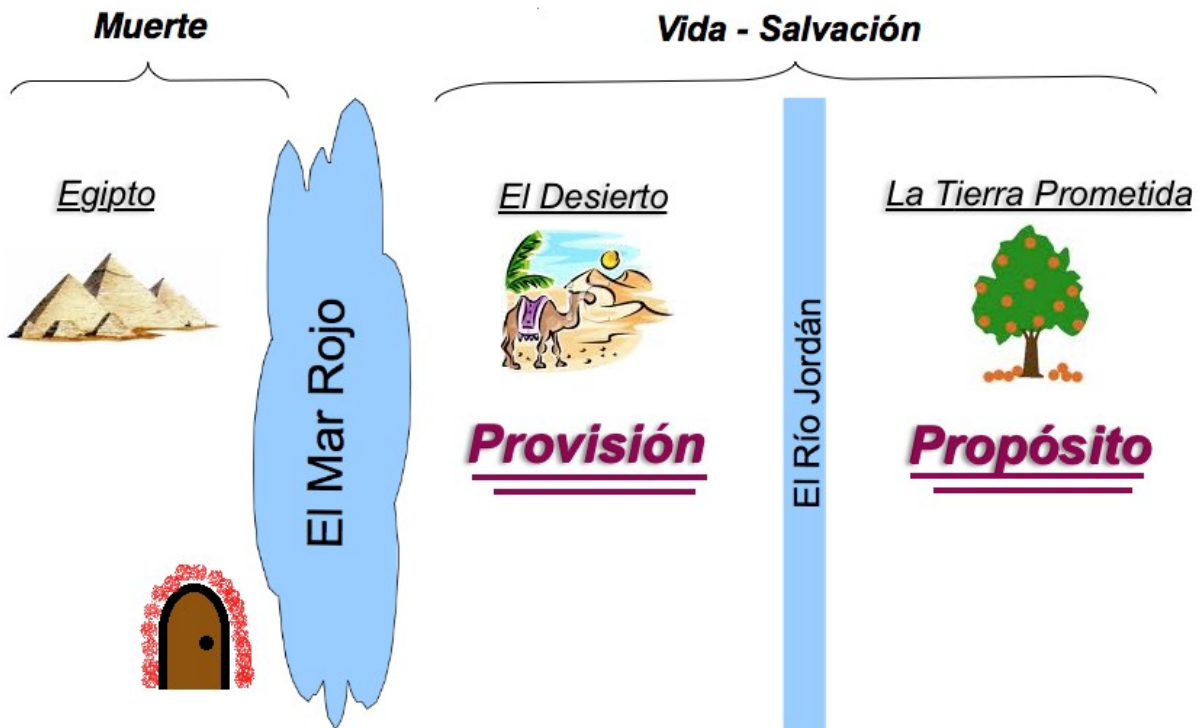 Muerte
Vida - Salvación
Egipto
El Mar Rojo
El Desierto
Provisión
El Río Jordán
La Tierra Prometida
Propósito